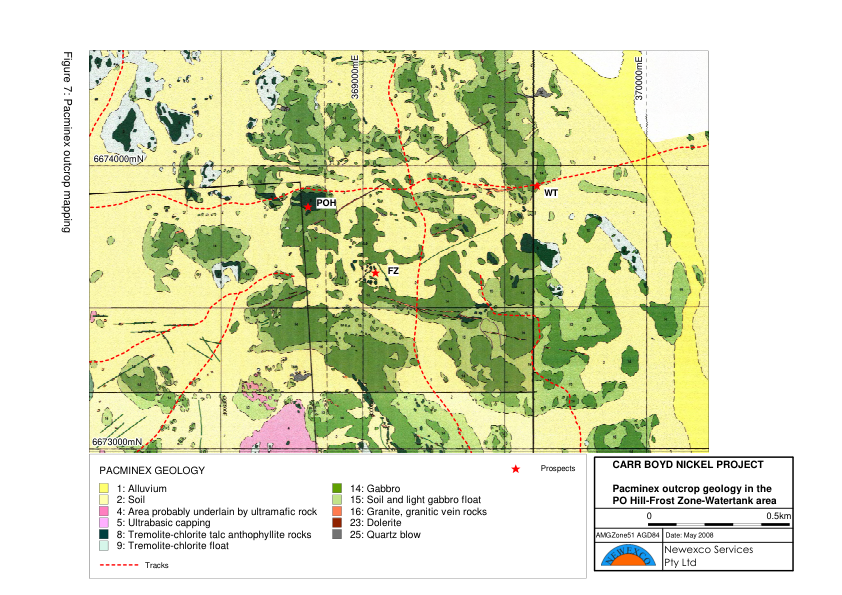 Figure 7: Pacminex outcrop mapping
369000mE
370000mE
6674000mN
POH
WT
FZ
6673000mN
PACMINEX GEOLOGY
1: Alluvium
2: Soil
4: Area probably underlain by ultramafic rock
5: Ultrabasic capping
8: Tremolite-chlorite talc anthophyllite rocks
9: Tremolite-chlorite float
14: Gabbro
15: Soil and light gabbro float
16: Granite, granitic vein rocks
23: Dolerite
25: Quartz blow
Prospects
Tracks
CARR BOYD NICKEL PROJECT
Pacminex outcrop geology in the
PO Hill-Frost Zone-Watertank area
0 0.5km
AMGZone51 AGD84 Date: May 2008
NEWEXCO
Newexco Services
Pty Ltd